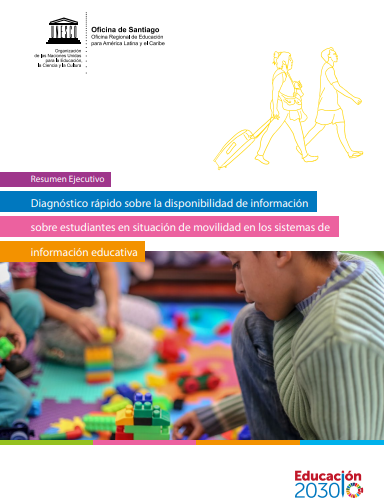 Oficina de Santiago
Oficina Regional de Educación
para América Latina y el Caribe
Organización
de las Naciones Unidas
para la Educación,
la Ciencia y la Cultura
Resumen Ejecutivo
Diagnóstico rápido sobre la disponibilidad de información
sobre estudiantes en situación de movilidad en los sistemas de
información educativa
Educación
2030